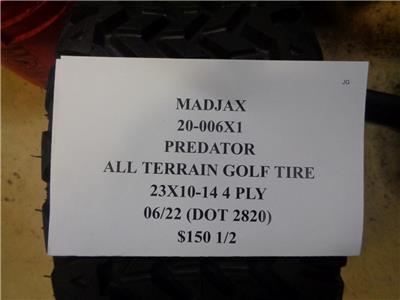 JG
MADJAX
20-006X1
PREDATOR
ALL TERRAIN GOLF TIRE
23X10-14 4 PLY
06/22 (DOT 2820)
$150 1/2